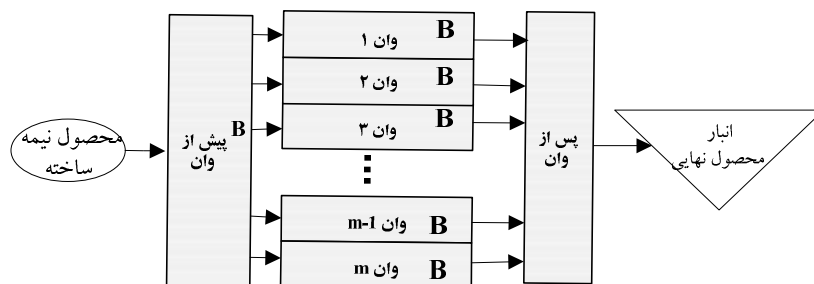 محصول نیمه
ساخته
پیش از
وان
B
وان ۱ B
وان ۲ B
وان ۳ B
وان m-1 B
وان m B
پس از
وان
انبار
محصول نهایی